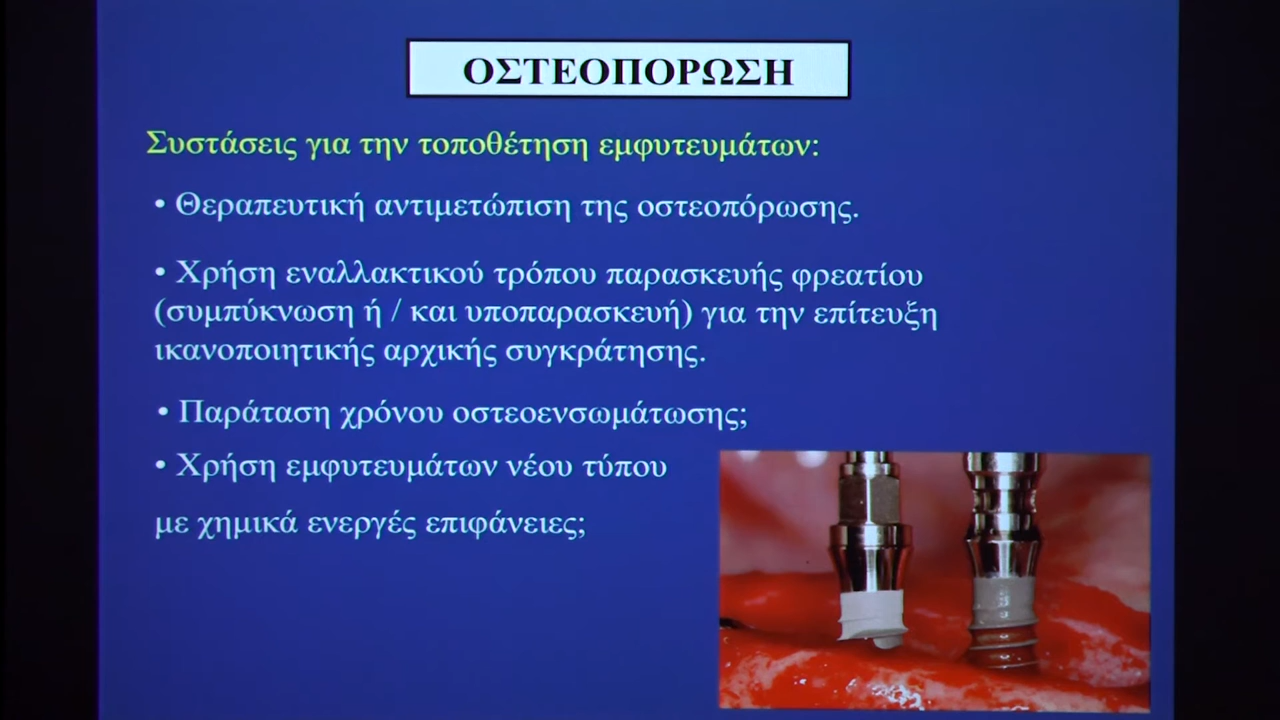 ΟΣΤΕΟΠΟΡΩΣΗ
Συστάσεις για την τοποθέτηση εμφυτευμάτων:
• Θεραπευτική αντιμετώπιση της οστεοπόρωσης.
• Χρήση εναλλακτικού τρόπου παρασκευής φρεατίου
(συμπύκνωση ή / και υποπαρασκευή) για την επίτευξη
ικανοποιητικής αρχικής συγκράτησης.
• Παράταση χρόνου οστεοενσωμάτωσης;
• Χρήση εμφυτευμάτων νέου τύπου
με χημικά ενεργές επιφάνειες;